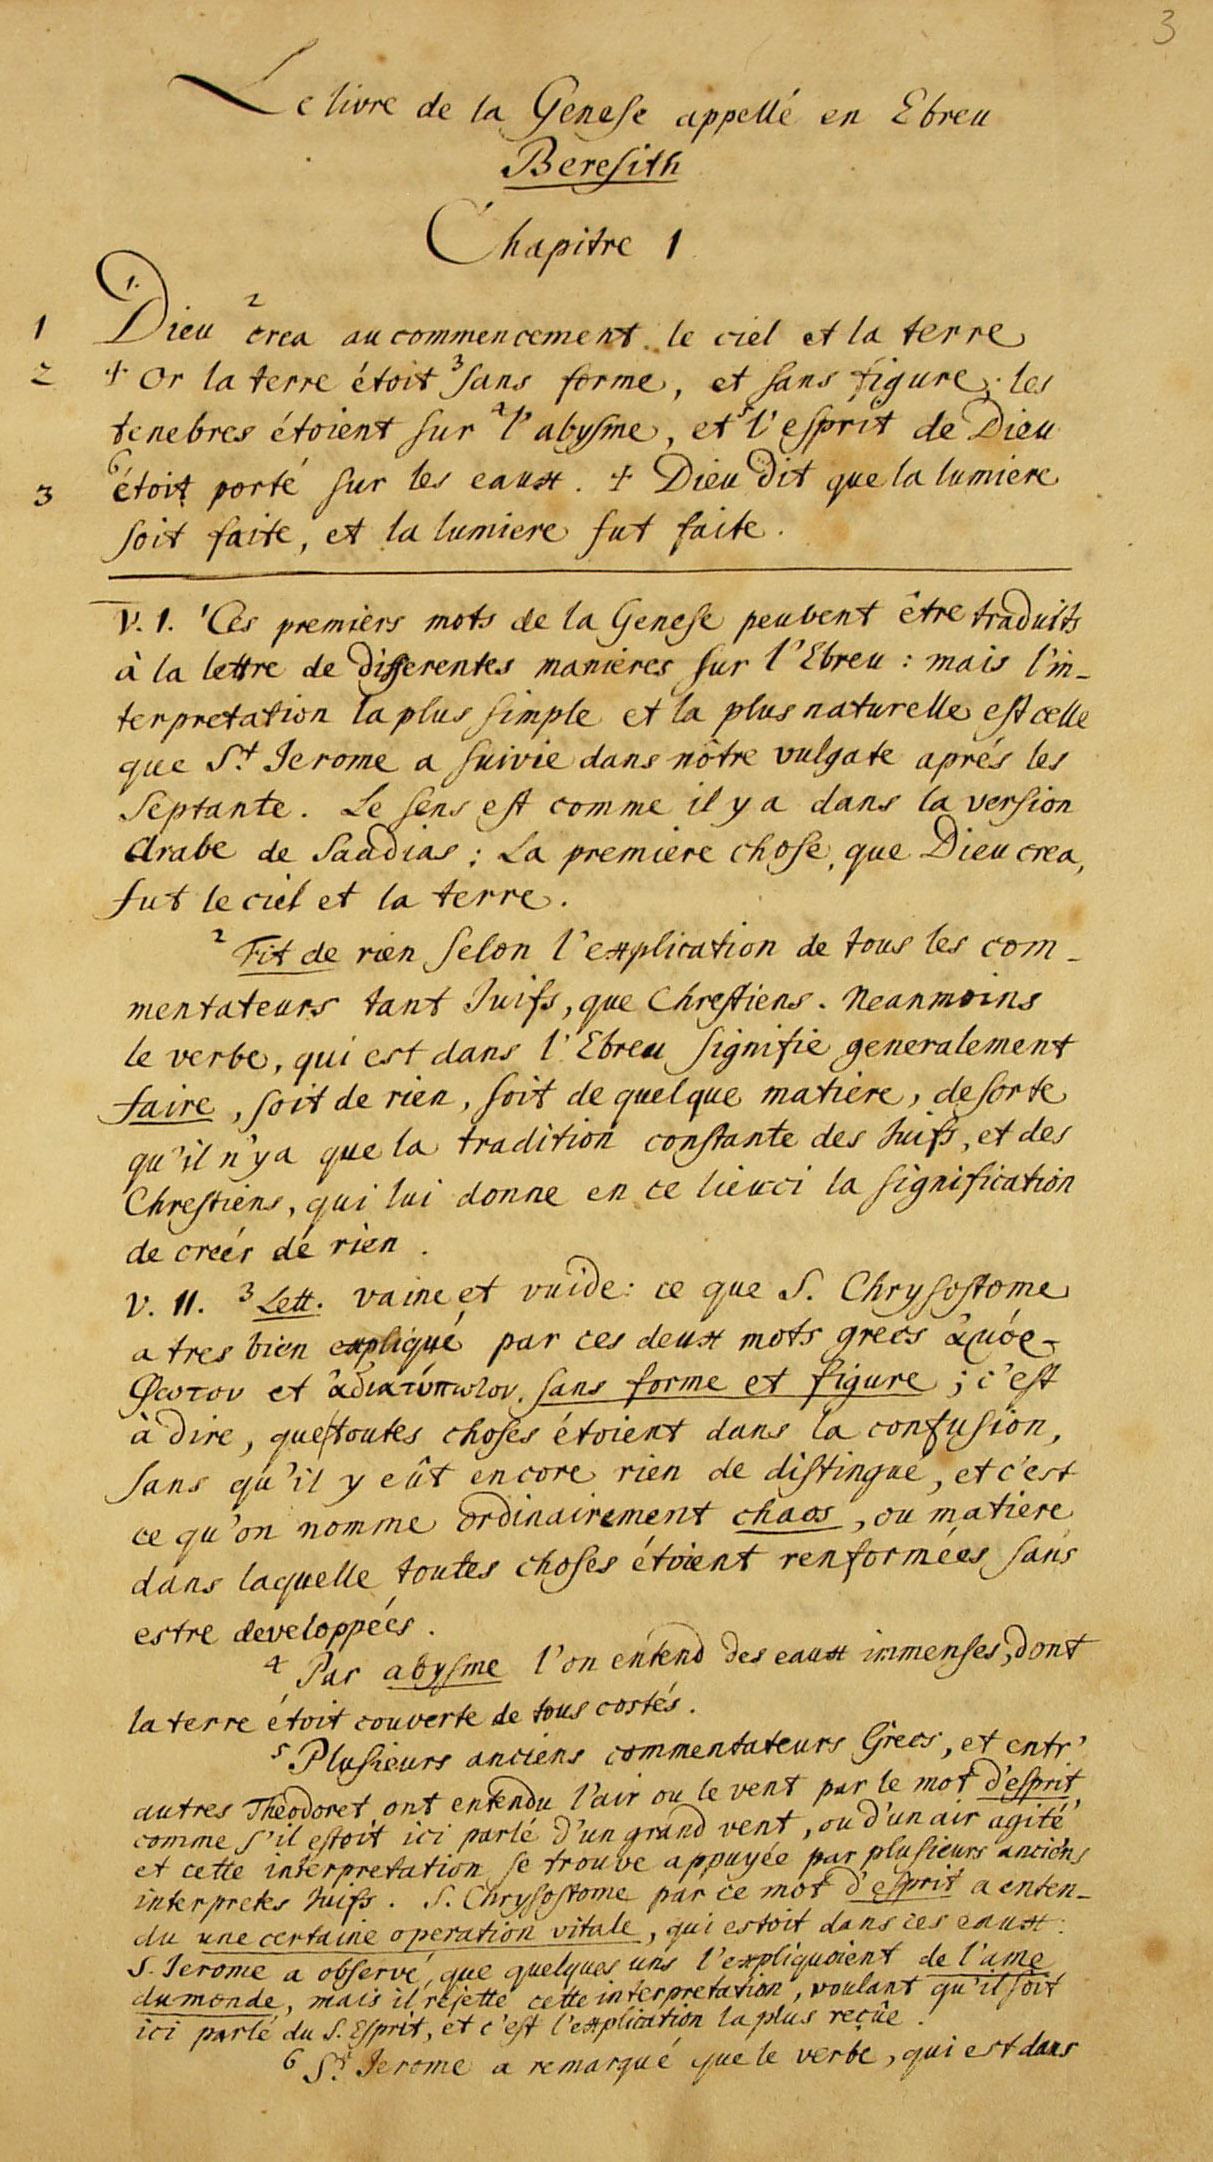 3
Le livre de la Genese appellé en Ebreu
Beresith
Chapitre 1
1 ¹ Dieu ² crea au commencement le ciel et la terre
2 + Or la terre étoit ³ sans forme, et sans figure; les
tenebres étoient sur ⁴ l'abysme, et ⁵ l'esprit de Dieu
3 ⁶ étoit porté sur les eaux. + Dieu dit que la lumiere
soit faite, et la lumiere fut faite.
V. 1. ¹ Ces premiers mots de la Genese peuvent être traduits
à la lettre de differentes manieres sur l'Ebreu : mais l'in-
terpretation la plus simple et la plus naturelle est celle
que St. Jerome a suivie dans nôtre vulgate aprés les
Septante. Le sens est comme il y a dans la version
Arabe de Saadias ; La premiere chose, que Dieu crea,
fut le ciel et la terre.
² Fit de rien selon l'explication de tous les com-
mentateurs tant Juifs, que Chrestiens. Neanmoins
le verbe, qui est dans l'Ebreu signifie generalement
faire, soit de rien, soit de quelque matiere, de sorte
qu'il n'y a que la tradition constante des Juifs, et des
Chrestiens, qui lui donne en ce lieu ci la signification
de creér de rien.
V. 11. ³ Lett. vaine et vuide : ce que S. Chrysostome
a tres bien expliqué par ces deux mots grecs ἀμόρ-
φωτον et ἀδιατύπωτον. sans forme et figure ; c'est
à dire, que toutes choses étoient dans la confusion,
sans qu'il y eût encore rien de distingué, et c'est
ce qu'on nomme ordinairement chaos, ou matiere
dans laquelle toutes choses étoient renformées sans
estre developpées.
⁴ Par abysme l'on entend des eaux immenses, dont
la terre étoit couverte de tous costés.
⁵ Plusieurs anciens commentateurs Grecs, et entr'
autres Theodoret ont entendu l'air ou le vent par le mot d'esprit,
comme s'il estoit ici parlé d'un grand vent, ou d'un air agité
et cette interpretation se trouve appuyée par plusieurs anciens
interpretes Juifs. S. Chrysostome par ce mot d'esprit a enten-
du une certaine operation vitale, qui estoit dans ces eaux :
S. Jerome a observé, que quelques uns l'expliquoient de l'ame
du monde, mais il rejette cette interpretation, voulant qu'il soit
ici parlé du S. Esprit, et c'est l'explication la plus reçûe.
6 St. Jerome a remarqué que le verbe, qui est dans